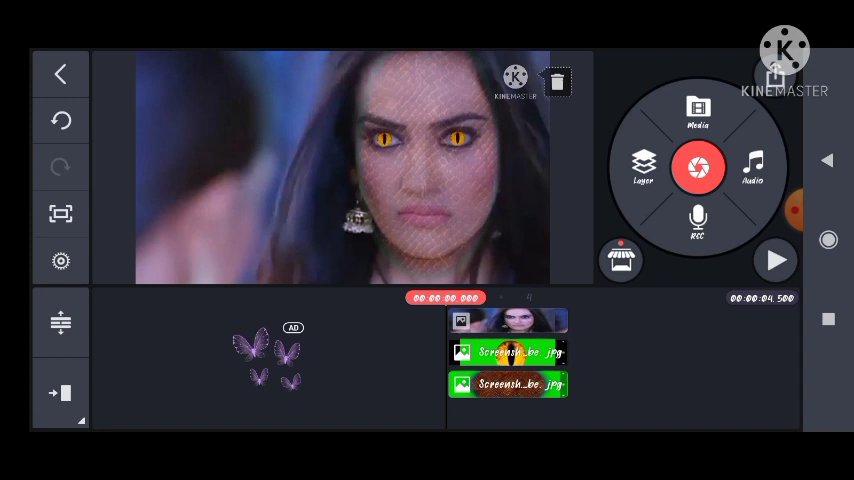 KINEMASTER
KINEMASTER
Media
Layer
Audio
REC
00:00:00.000
00:00:04.500
AD
Screensh...be. jpg
Screensh...be. jpg